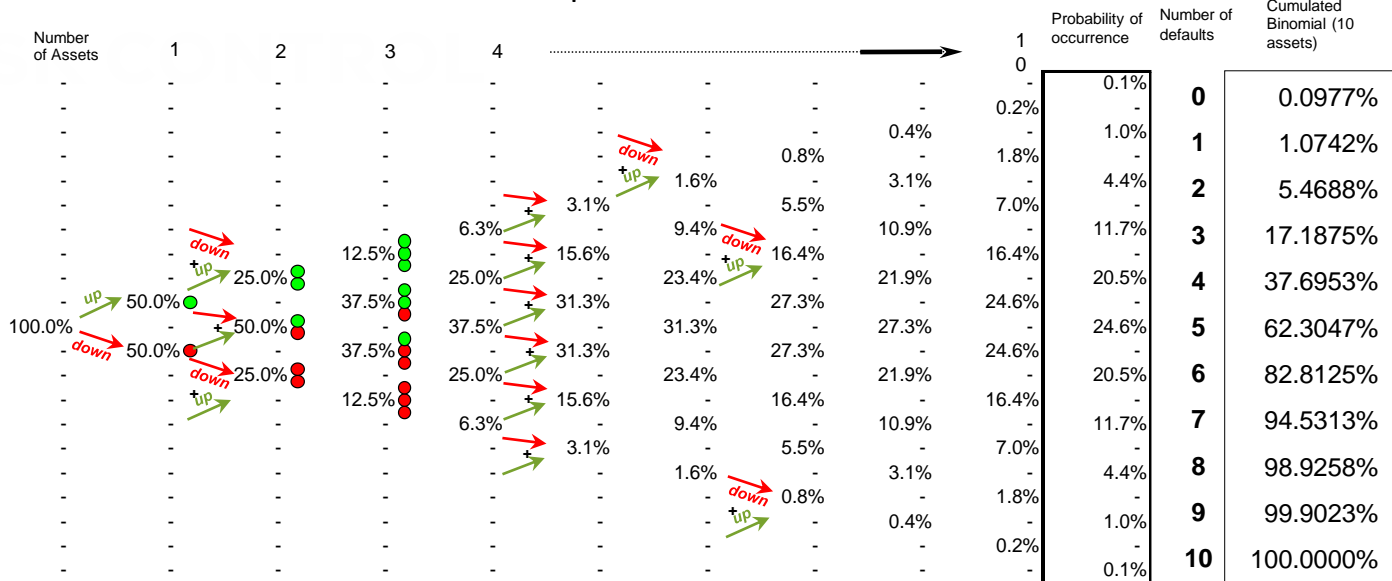 Number of Assets 1 2 3 4 10 Probability of occurrence Number of defaults Cumulated Binomial (10 assets)
- - - - - - - - - - 0.1%
0 0.0977%
- - - - - - - - - 0.2% -
- - - - - - - - 0.4% - 1.0%
down
1 1.0742%
- - - - - - - 0.8% - 1.8% -
+ up
- - - - - - 1.6% - 3.1% - 4.4%
2 5.4688%
- - - - - + 3.1% - 5.5% - 7.0% -
- - - - 6.3% - 9.4% - 10.9% - 11.7%
down down
3 17.1875%
- - - 12.5% - + 15.6% - 16.4% - 16.4% -
+ up + up
- - 25.0% - 25.0% - 23.4% - 21.9% - 20.5%
4 37.6953%
up
- 50.0% - 37.5% - + 31.3% - 27.3% - 24.6% -
100.0% - + 50.0% - 37.5% - 31.3% - 27.3% - 24.6%
5 62.3047%
down
- 50.0% - 37.5% - + 31.3% - 27.3% - 24.6% -
- - 25.0% - 25.0% - 23.4% - 21.9% - 20.5%
down
6 82.8125%
+ up
- - - 12.5% - + 15.6% - 16.4% - 16.4% -
- - - - 6.3% - 9.4% - 10.9% - 11.7%
7 94.5313%
- - - - - + 3.1% - 5.5% - 7.0% -
- - - - - - 1.6% - 3.1% - 4.4%
8 98.9258%
down
- - - - - - - 0.8% - 1.8% -
+ up
- - - - - - - - 0.4% - 1.0%
9 99.9023%
- - - - - - - - - 0.2% -
10 100.0000%
- - - - - - - - - - 0.1%